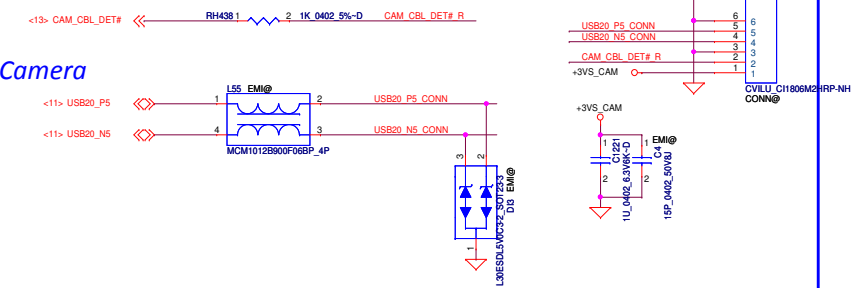 <13> CAM_CBL_DET#
RH438 1 2 1K_0402_5%~D
CAM_CBL_DET#_R
Camera
L55 EMI@
<11> USB20_P5
1 2
USB20_P5_CONN
<11> USB20_N5
4 3
USB20_N5_CONN
MCM1012B900F06BP_4P
3
2
1
L30ESDL5V0C3-2_SOT23-3
DI3 EMI@
USB20_P5_CONN
USB20_N5_CONN
CAM_CBL_DET#_R
+3VS_CAM
6 6
5 5
4 4
3 3
2 2
1 1
CVILU_CI1806M2HRP-NH
CONN@
+3VS_CAM
1
2
C1221
1U_0402_6.3V6K~D
1
2
EMI@
C4
15P_0402_50V8J